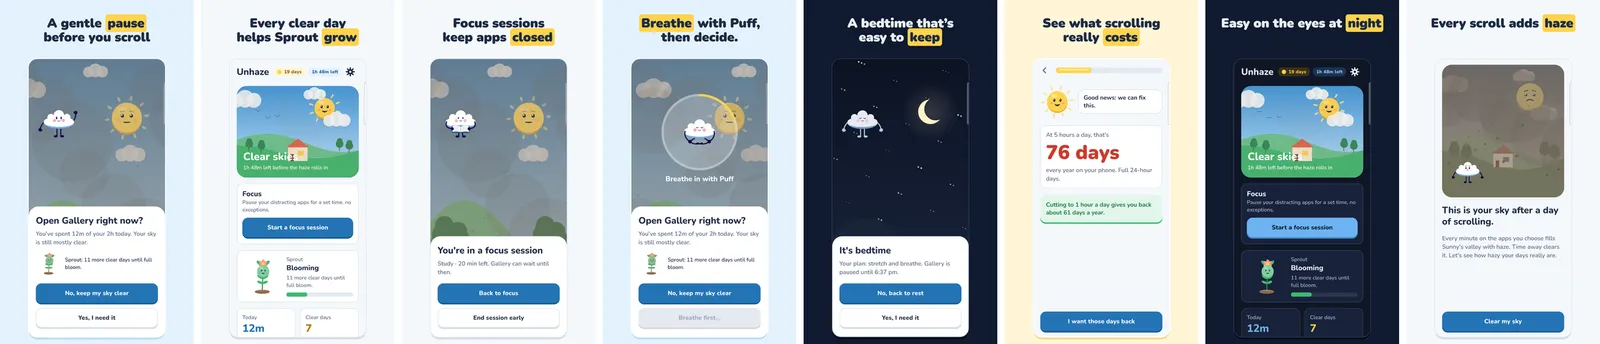 A gentle pause
before you scroll
Open Gallery right now?
You've spent 12m of your 2h today. Your sky
is still mostly clear.
Sprout: 11 more clear days until full
bloom.
No, keep my sky clear
Yes, I need it
Every clear day
helps Sprout grow
Unhaze
19 days
1h 48m left
Clear skies
1h 48m left before the haze rolls in
Focus
Pause your distracting apps for a set time, no
exceptions.
Start a focus session
Sprout
Blooming
11 more clear days until
full bloom.
Today
12m
Clear days
7
Focus sessions
keep apps closed
You're in a focus session
Study · 20 min left. Gallery can wait until
then.
Back to focus
End session early
Breathe with Puff,
then decide.
Breathe in with Puff
Open Gallery right now?
You've spent 12m of your 2h today. Your sky
is still mostly clear.
Sprout: 11 more clear days until full
bloom.
No, keep my sky clear
Breathe first...
A bedtime that's
easy to keep
It's bedtime
Your plan: stretch and breathe. Gallery is
paused until 6:37 pm.
No, back to rest
Yes, I need it
See what scrolling
really costs
Good news: we can fix
this.
At 5 hours a day, that's
76 days
every year on your phone. Full 24-hour
days.
Cutting to 1 hour a day gives you back
about 61 days a year.
I want those days back
Easy on the eyes at night
Unhaze
19 days
1h 48m left
Clear skies
1h 48m left before the haze rolls in
Focus
Pause your distracting apps for a set time, no
exceptions.
Start a focus session
Sprout
Blooming
11 more clear days until
full bloom.
Today
12m
Clear days
7
Every scroll adds haze
This is your sky after a day
of scrolling.
Every minute on the apps you choose fills
Sunny's valley with haze. Time away clears
it. Let's see how hazy your days really are.
Clear my sky